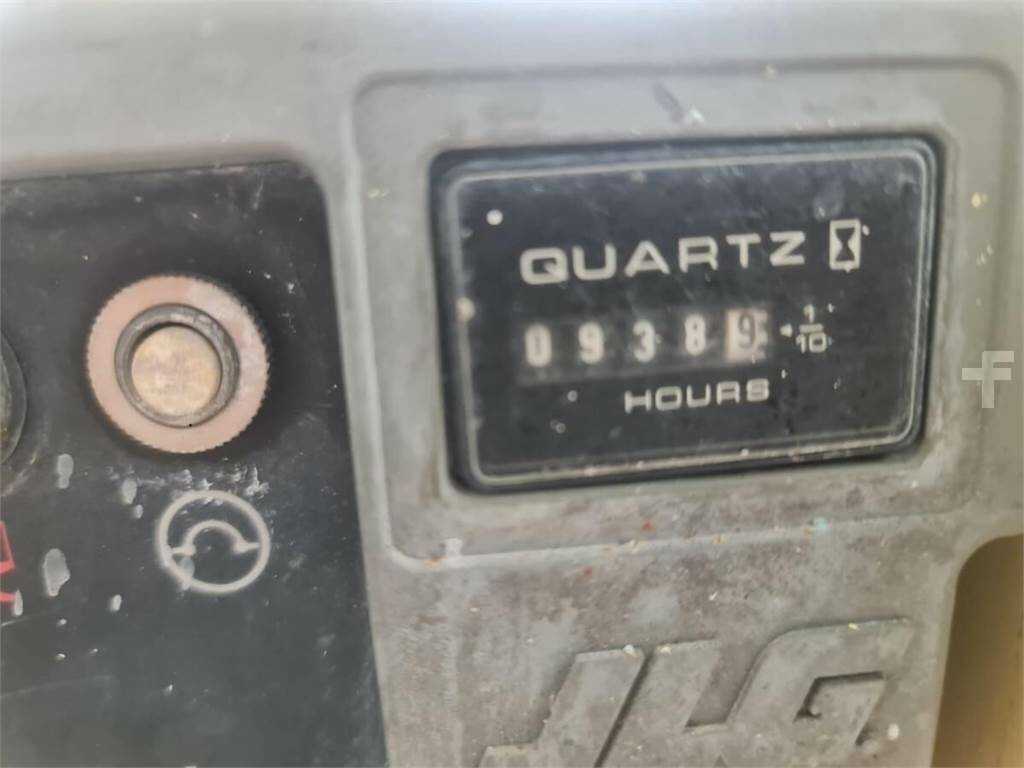 QUARTZ
09389 1/10
HOURS
JLG